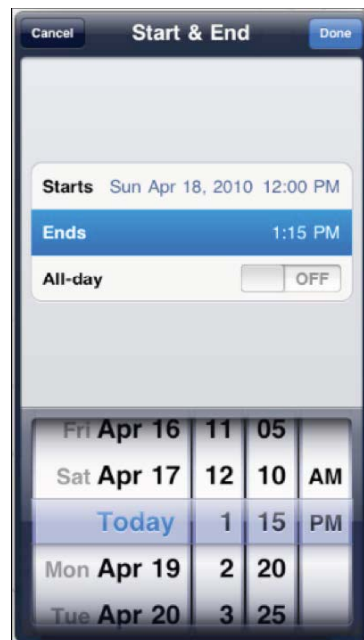 Cancel Start & End Done
Starts Sun Apr 18, 2010 12:00 PM
Ends 1:15 PM
All-day OFF
Fri Apr 16 11 05
Sat Apr 17 12 10 AM
Today 1 15 PM
Mon Apr 19 2 20
Tue Apr 20 3 25